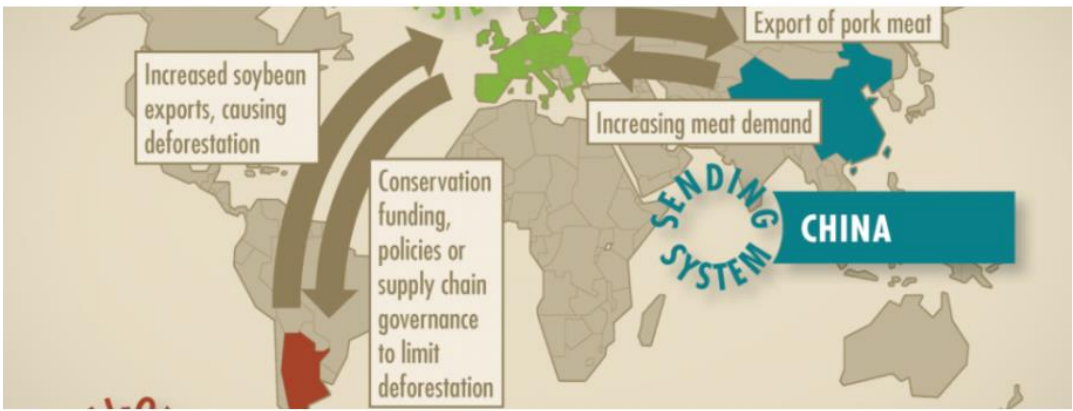 Export of pork meat
Increased soybean
exports, causing
deforestation
Increasing meat demand
Conservation
funding,
policies or
supply chain
governance
to limit
deforestation
SENDING
SYSTEM
CHINA